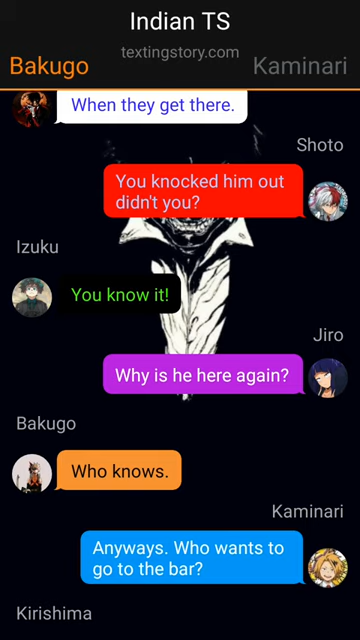 Indian TS
textingstory.com
Bakugo
Kaminari
When they get there.
Shoto
You knocked him out
didn't you?
Izuku
You know it!
Jiro
Why is he here again?
Bakugo
Who knows.
Kaminari
Anyways. Who wants to
go to the bar?
Kirishima